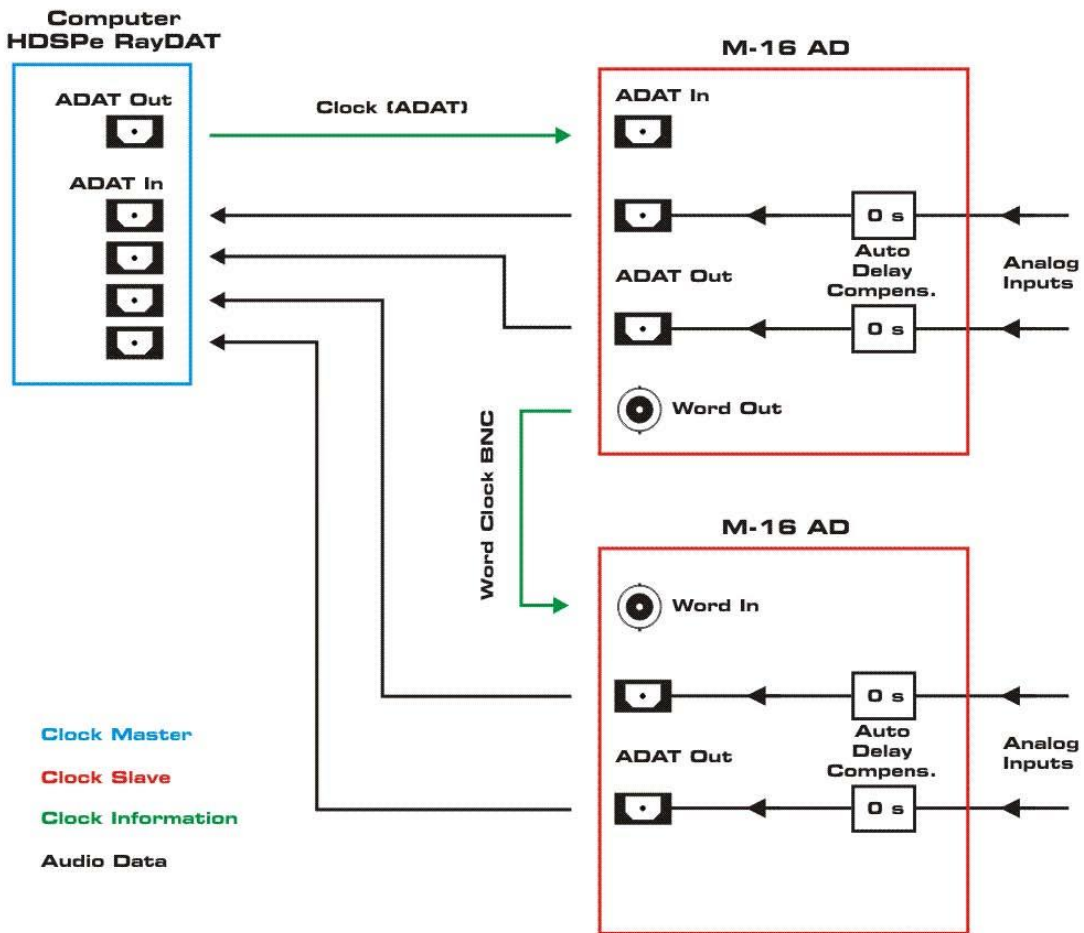 Computer
HDSPe RayDAT
ADAT Out
ADAT In
Clock (ADAT)
M-16 AD
ADAT In
0 s
Auto
Delay
Compens.
ADAT Out
0 s
Analog
Inputs
Word Out
Word Clock BNC
M-16 AD
Word In
0 s
Auto
Delay
Compens.
ADAT Out
0 s
Analog
Inputs
Clock Master
Clock Slave
Clock Information
Audio Data